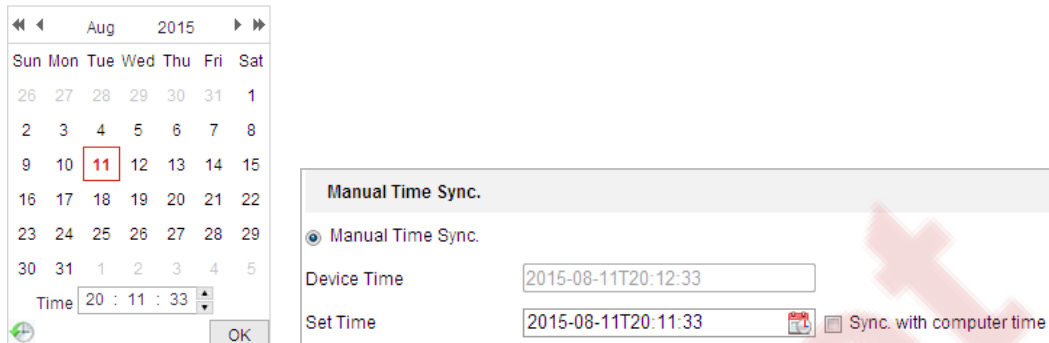 Aug 2015
Sun Mon Tue Wed Thu Fri Sat
26 27 28 29 30 31 1
2 3 4 5 6 7 8
9 10 11 12 13 14 15
16 17 18 19 20 21 22
23 24 25 26 27 28 29
30 31 1 2 3 4 5
Time 20 : 11 : 33
OK
Manual Time Sync.
Manual Time Sync.
Device Time 2015-08-11T20:12:33
Set Time 2015-08-11T20:11:33 Sync. with computer time